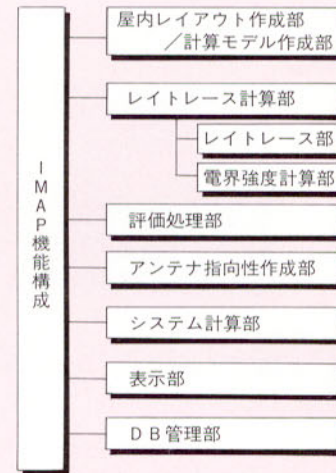 IMAP機能構成
屋内レイアウト作成部
／計算モデル作成部
レイトレース計算部
レイトレース部
電界強度計算部
評価処理部
アンテナ指向性作成部
システム計算部
表示部
ＤＢ管理部